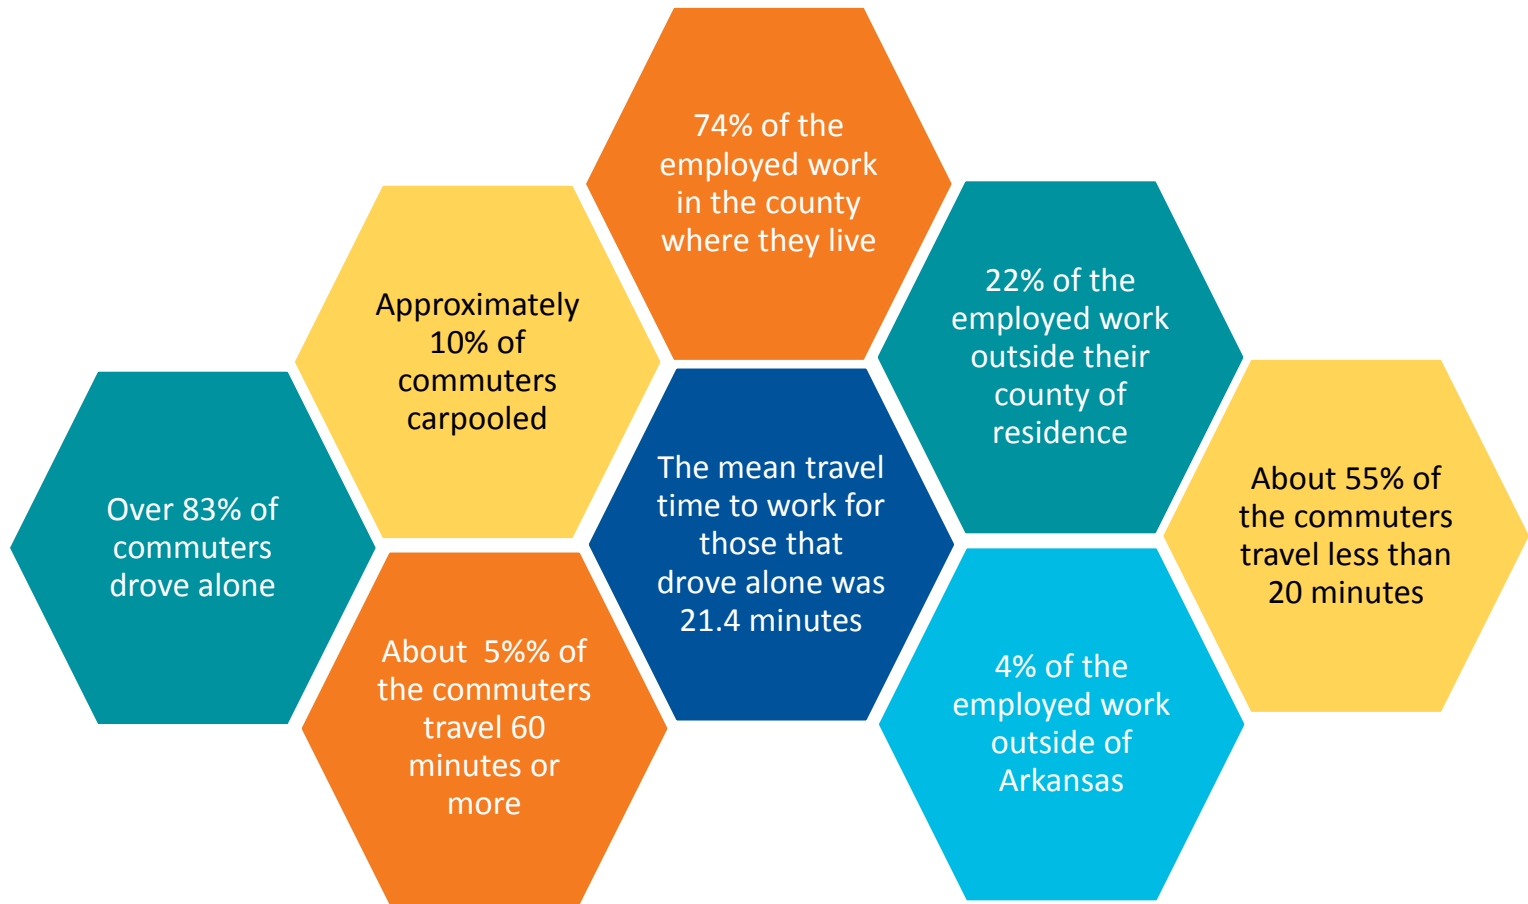 74% of the
employed work
in the county
where they live
Approximately
10% of
commuters
carpooled
22% of the
employed work
outside their
county of
residence
Over 83% of
commuters
drove alone
The mean travel
time to work for
those that
drove alone was
21.4 minutes
About 55% of
the commuters
travel less than
20 minutes
About  5%% of
the commuters
travel 60
minutes or
more
4% of the
employed work
outside of
Arkansas